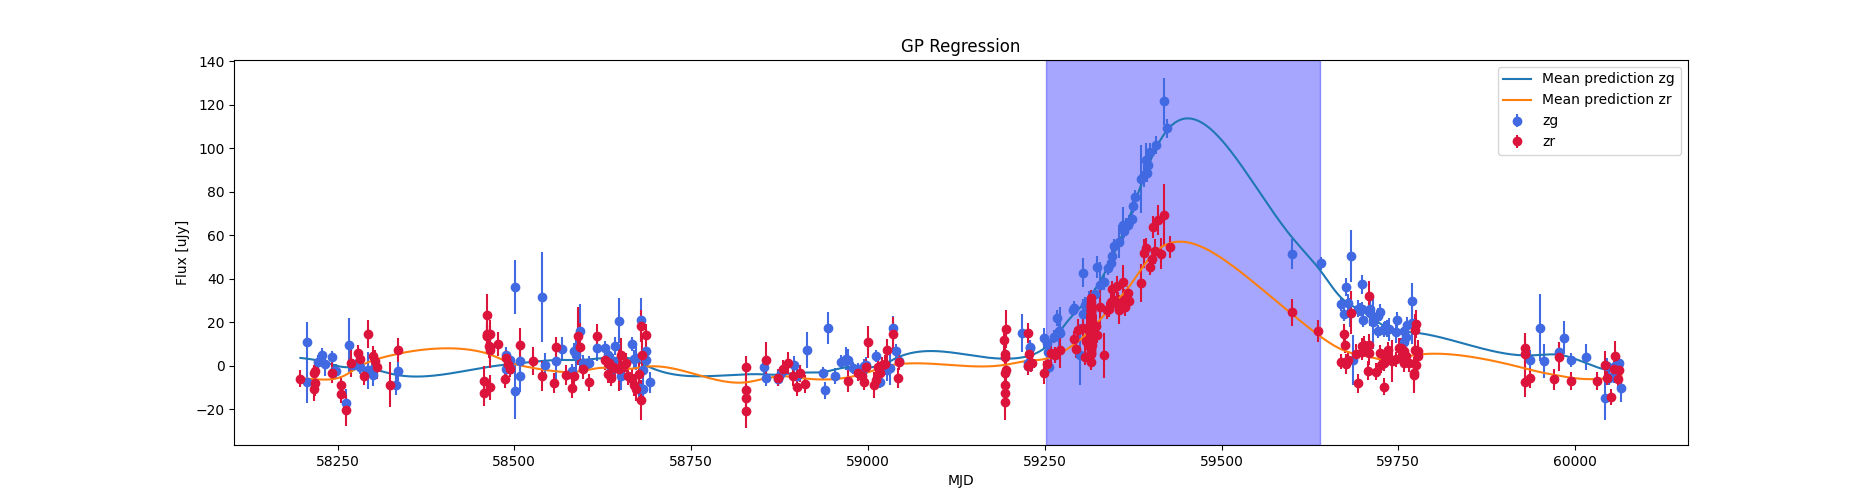 GP Regression
140
120
100
80
60
40
20
0
−20
Flux [uJy]
58250
58500
58750
59000
59250
59500
59750
60000
MJD
Mean prediction zg
Mean prediction zr
zg
zr